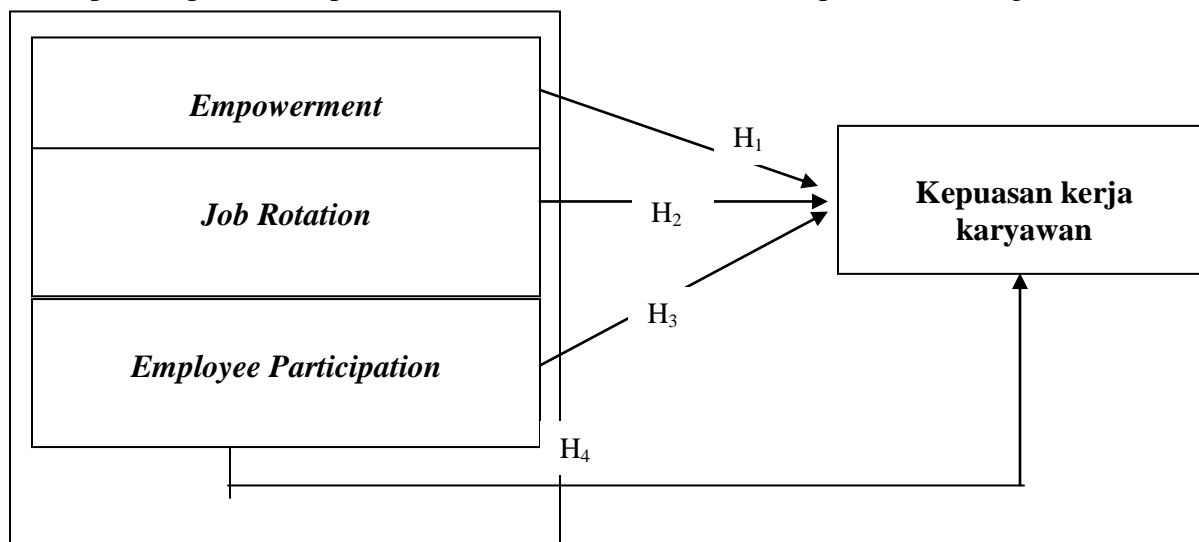 Empowerment
H₁
Job Rotation
H₂
Kepuasan kerja
karyawan
H₃
Employee Participation
H₄